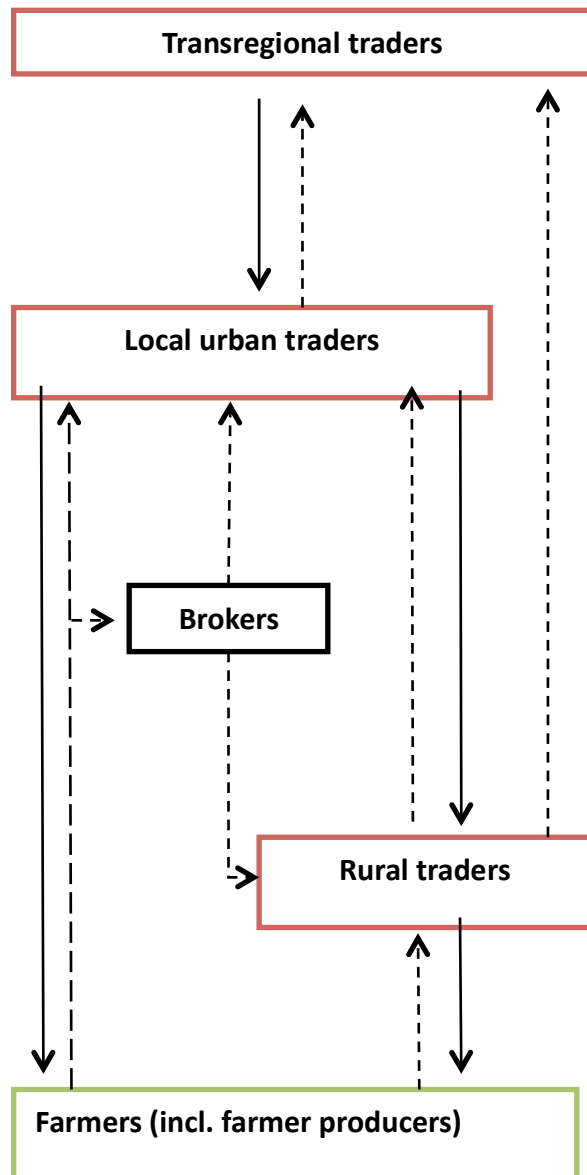 Transregional traders
Local urban traders
Brokers
Rural traders
Farmers (incl. farmer producers)